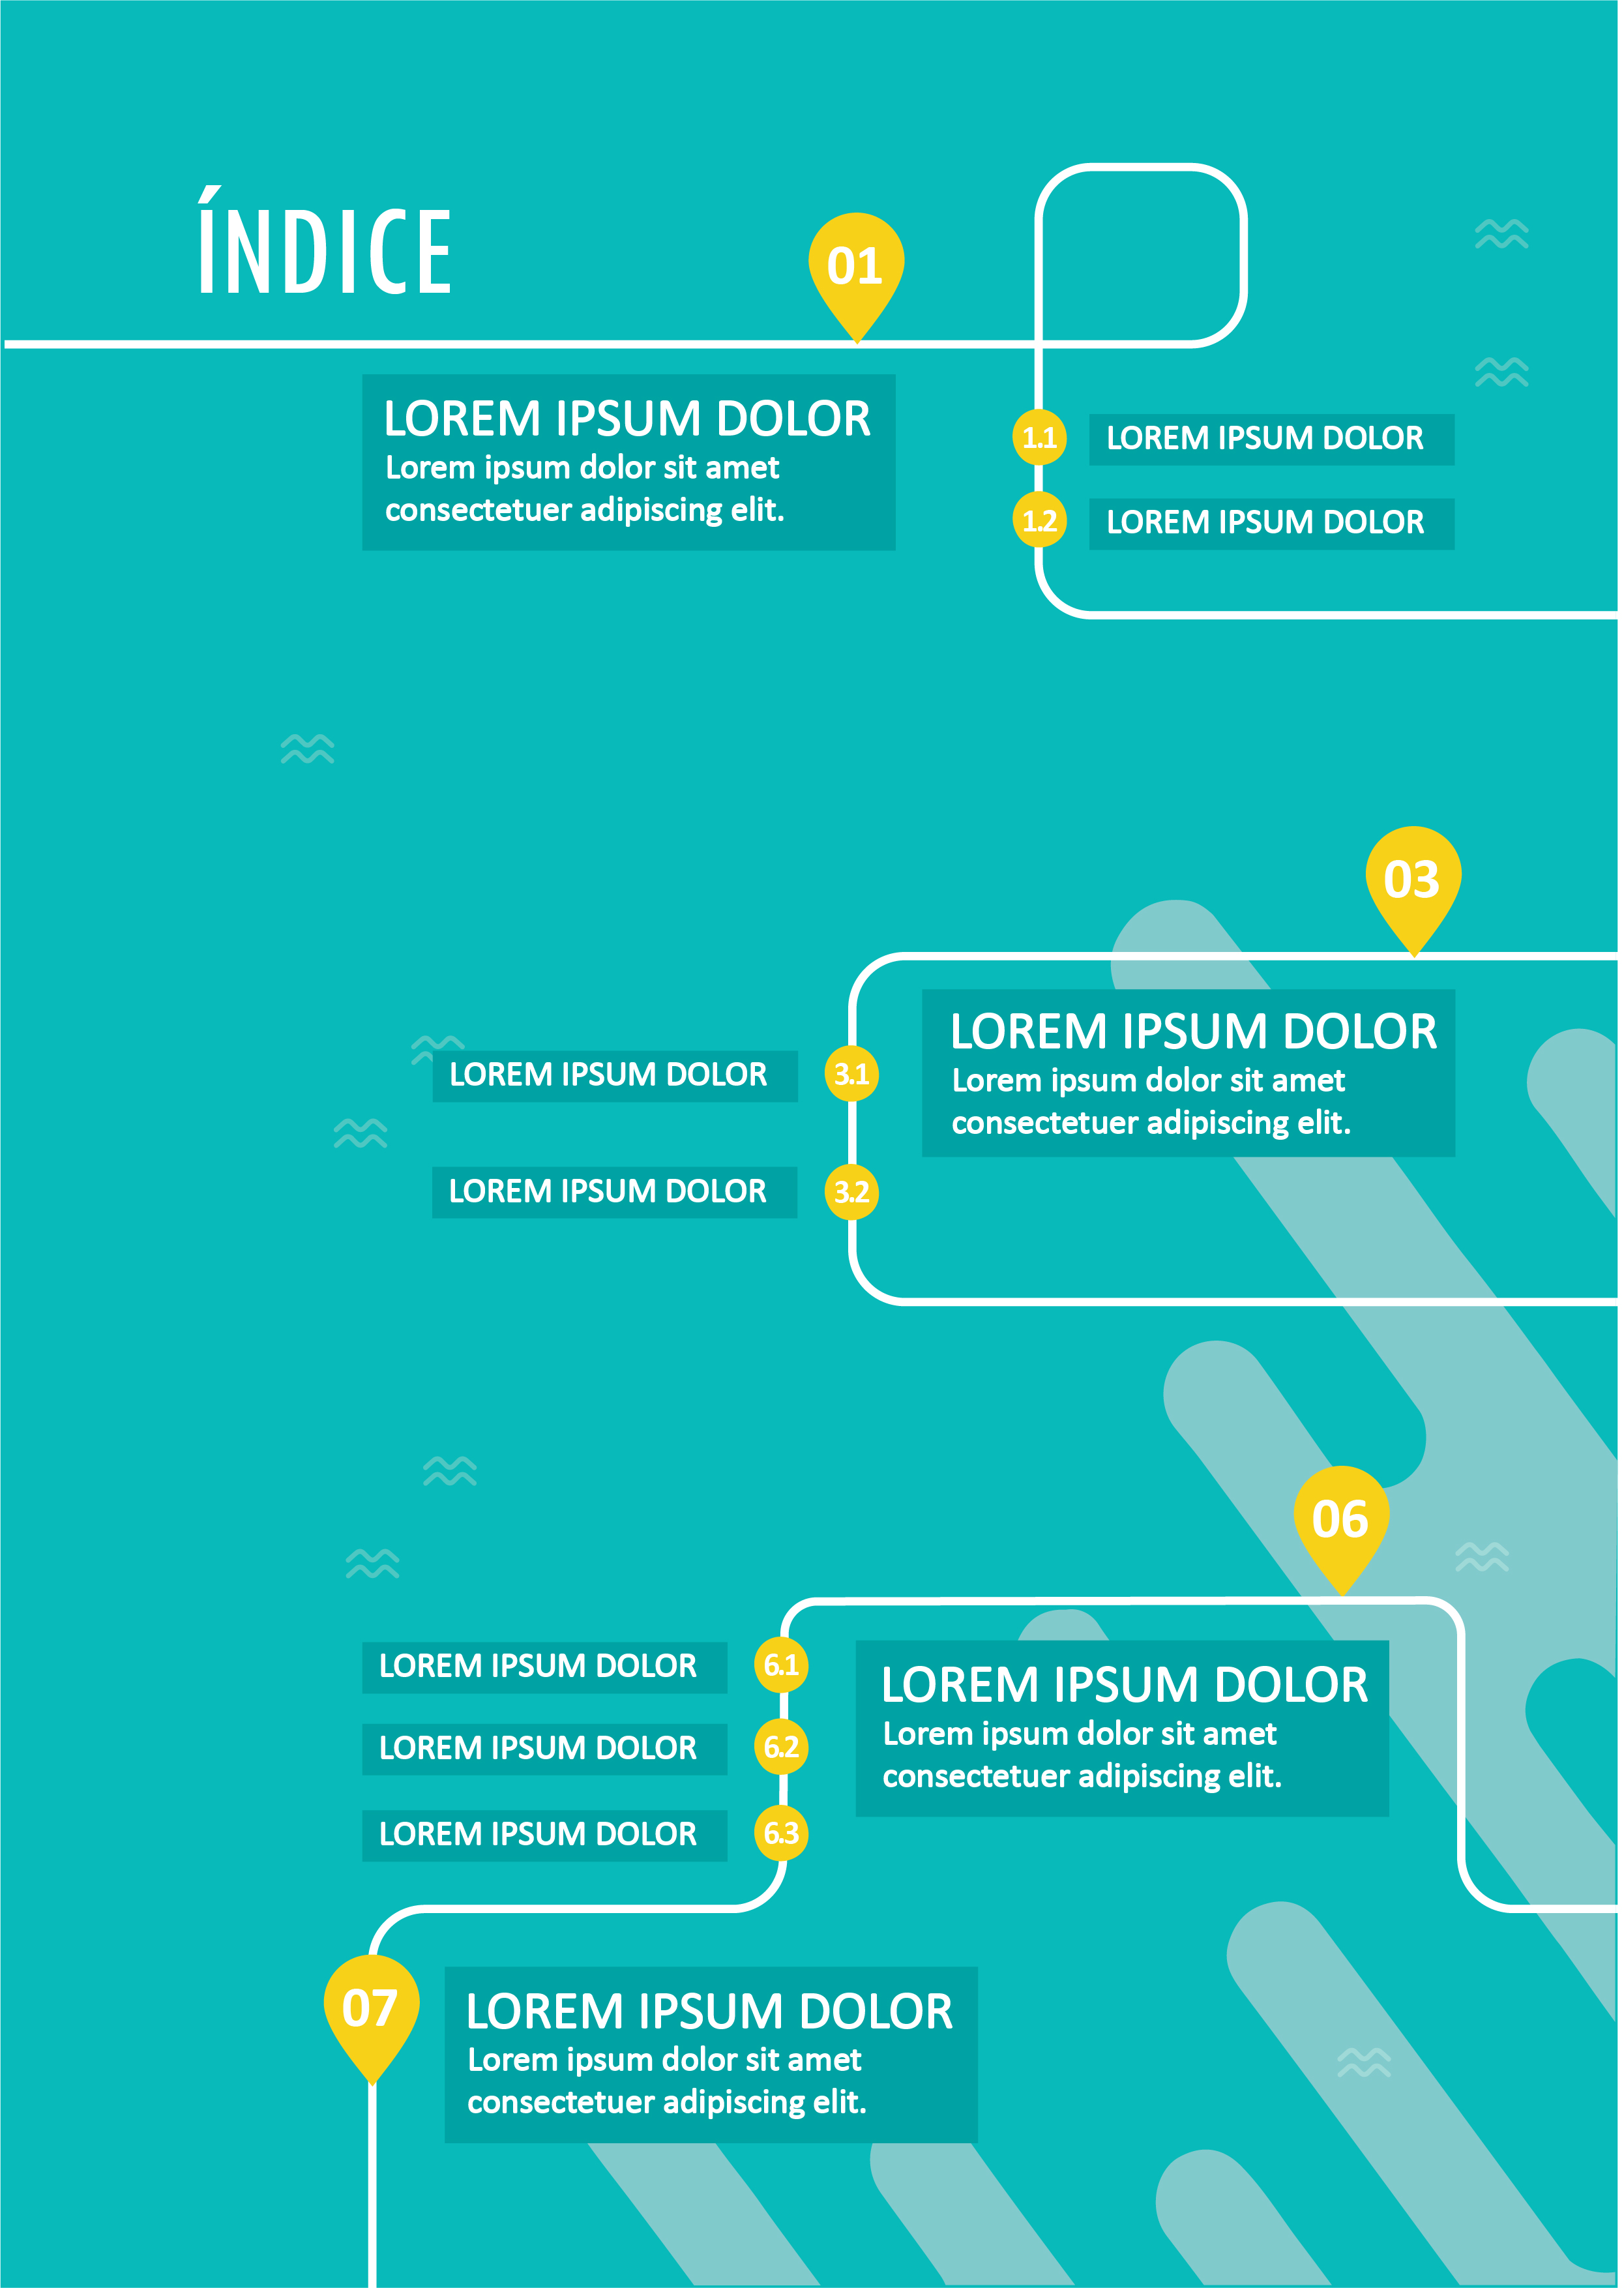 ÍNDICE
01
LOREM IPSUM DOLOR
Lorem ipsum dolor sit amet
consectetuer adipiscing elit.
1.1 LOREM IPSUM DOLOR
1.2 LOREM IPSUM DOLOR
03
LOREM IPSUM DOLOR
Lorem ipsum dolor sit amet
consectetuer adipiscing elit.
LOREM IPSUM DOLOR 3.1
LOREM IPSUM DOLOR 3.2
06
LOREM IPSUM DOLOR
Lorem ipsum dolor sit amet
consectetuer adipiscing elit.
LOREM IPSUM DOLOR 6.1
LOREM IPSUM DOLOR 6.2
LOREM IPSUM DOLOR 6.3
07
LOREM IPSUM DOLOR
Lorem ipsum dolor sit amet
consectetuer adipiscing elit.